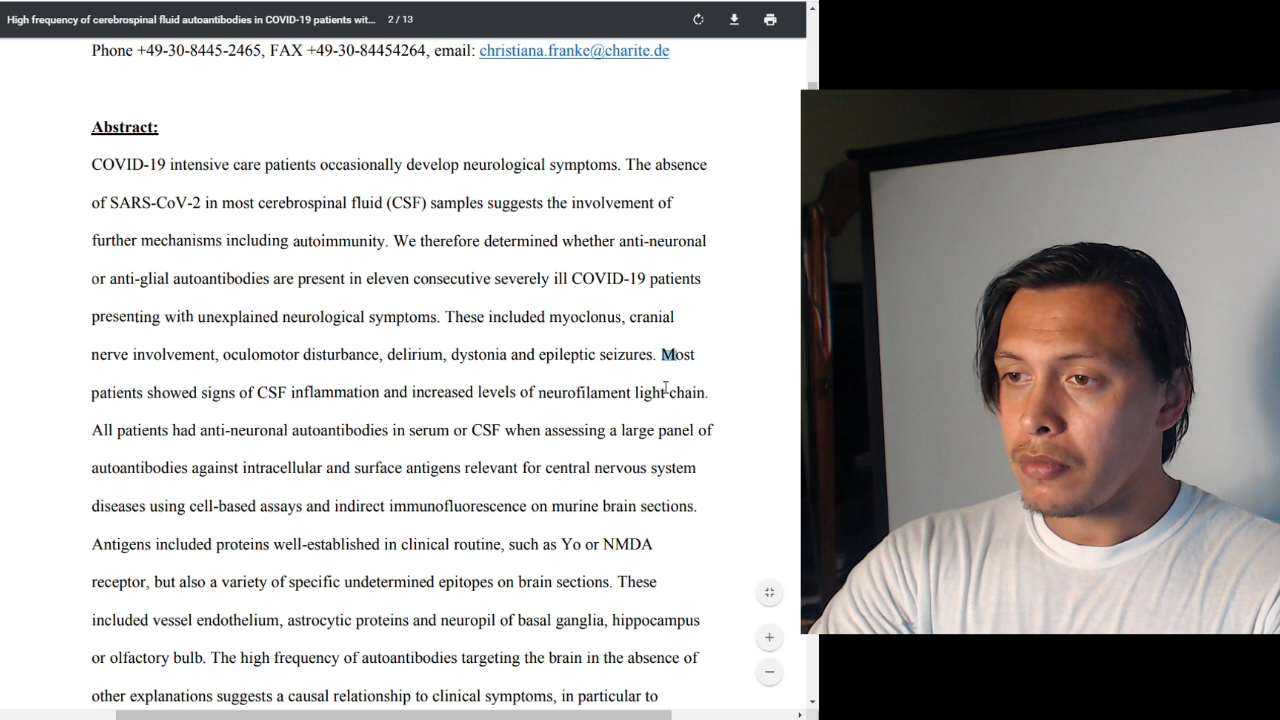 High frequency of cerebrospinal fluid autoantibodies in COVID-19 patients wit... 2 / 13
Phone +49-30-8445-2465, FAX +49-30-84454264, email: christiana.franke@charite.de
Abstract:
COVID-19 intensive care patients occasionally develop neurological symptoms. The absence
of SARS-CoV-2 in most cerebrospinal fluid (CSF) samples suggests the involvement of
further mechanisms including autoimmunity. We therefore determined whether anti-neuronal
or anti-glial autoantibodies are present in eleven consecutive severely ill COVID-19 patients
presenting with unexplained neurological symptoms. These included myoclonus, cranial
nerve involvement, oculomotor disturbance, delirium, dystonia and epileptic seizures. Most
patients showed signs of CSF inflammation and increased levels of neurofilament light chain.
All patients had anti-neuronal autoantibodies in serum or CSF when assessing a large panel of
autoantibodies against intracellular and surface antigens relevant for central nervous system
diseases using cell-based assays and indirect immunofluorescence on murine brain sections.
Antigens included proteins well-established in clinical routine, such as Yo or NMDA
receptor, but also a variety of specific undetermined epitopes on brain sections. These
included vessel endothelium, astrocytic proteins and neuropil of basal ganglia, hippocampus
or olfactory bulb. The high frequency of autoantibodies targeting the brain in the absence of
other explanations suggests a causal relationship to clinical symptoms, in particular to